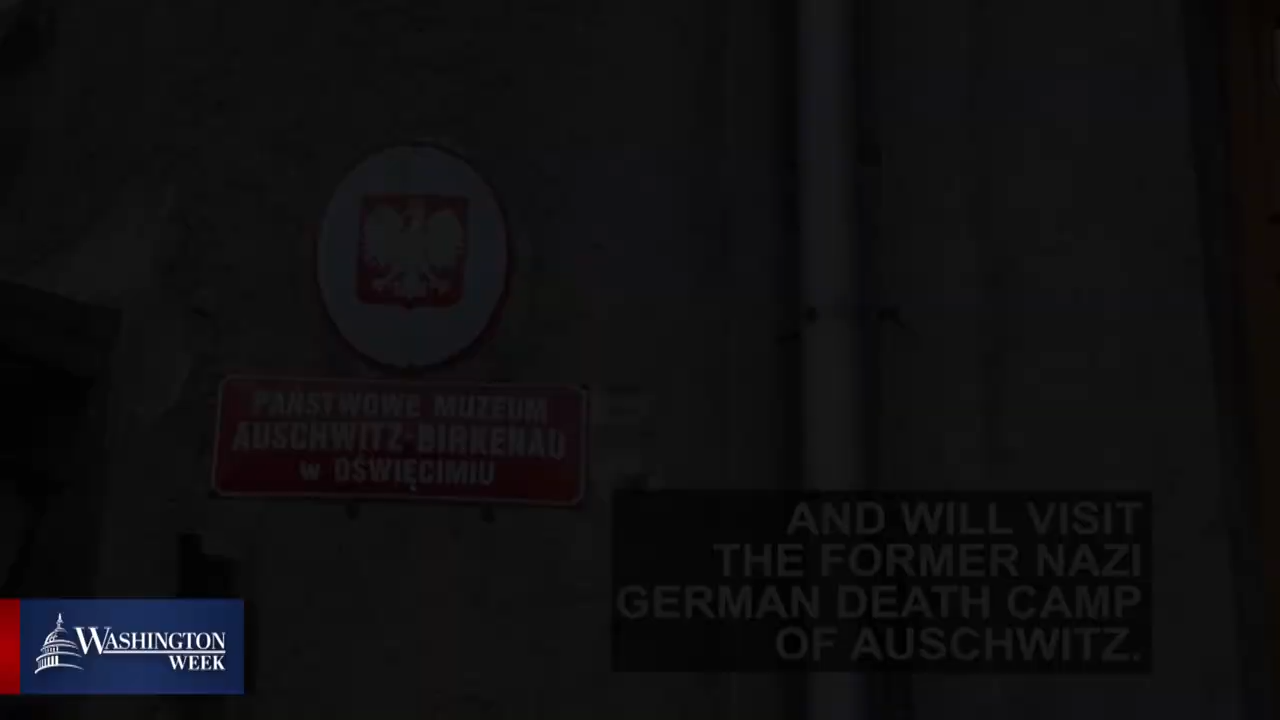 PAŃSTWOWE MUZEUM
AUSCHWITZ-BIRKENAU
w OŚWIĘCIMIU
AND WILL VISIT
THE FORMER NAZI
GERMAN DEATH CAMP
OF AUSCHWITZ.
WASHINGTON
WEEK